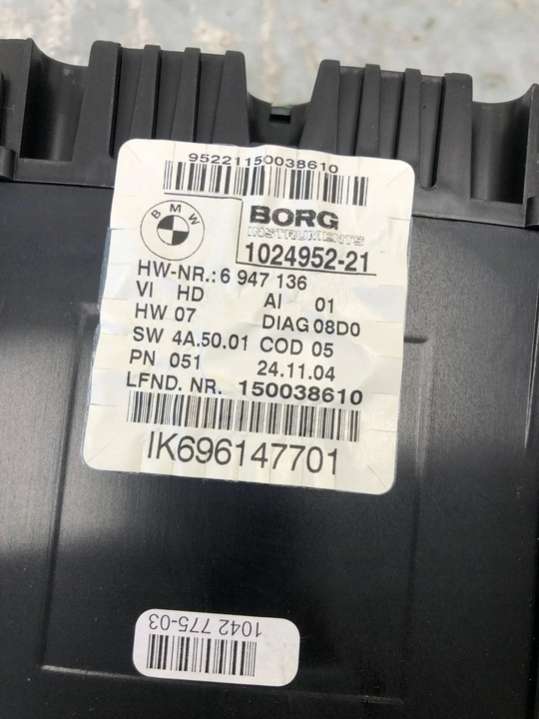 95221150038610
BMW
BORG
INSTRUMENTS
1024952-21
HW-NR.: 6 947 136
VI HD AI 01
HW 07 DIAG 08D0
SW 4A.50.01 COD 05
PN 051 24.11.04
LFND. NR. 150038610
IK696147701
1042 775-03